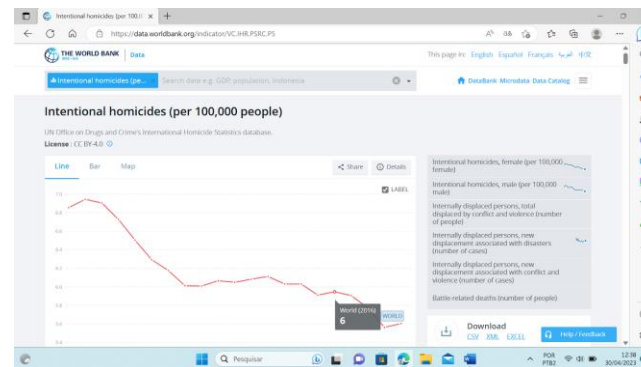 Intentional homicides (per 100,0
https://data.worldbank.org/indicator/VC.IHR.PSRC.P5
THE WORLD BANK | Data
This page in: English Español Français العربية 中文
Intentional homicides (pe...
Search data e.g. GDP, population, Indonesia
DataBank Microdata Data Catalog
Intentional homicides (per 100,000 people)
UN Office on Drugs and Crime's International Homicide Statistics database.
License : CC BY-4.0
Line Bar Map
Share Details
LABEL
Intentional homicides, female (per 100,000 female)
Intentional homicides, male (per 100,000 male)
Internally displaced persons, total displaced by conflict and violence (number of people)
Internally displaced persons, new displacement associated with disasters (number of cases)
Internally displaced persons, new displacement associated with conflict and violence (number of cases)
Battle-related deaths (number of people)
World (2016)
6
WORLD
Download
CSV XML EXCEL
Help / Feedback
Pesquisar
POR
PTB2
12:38
30/04/2023